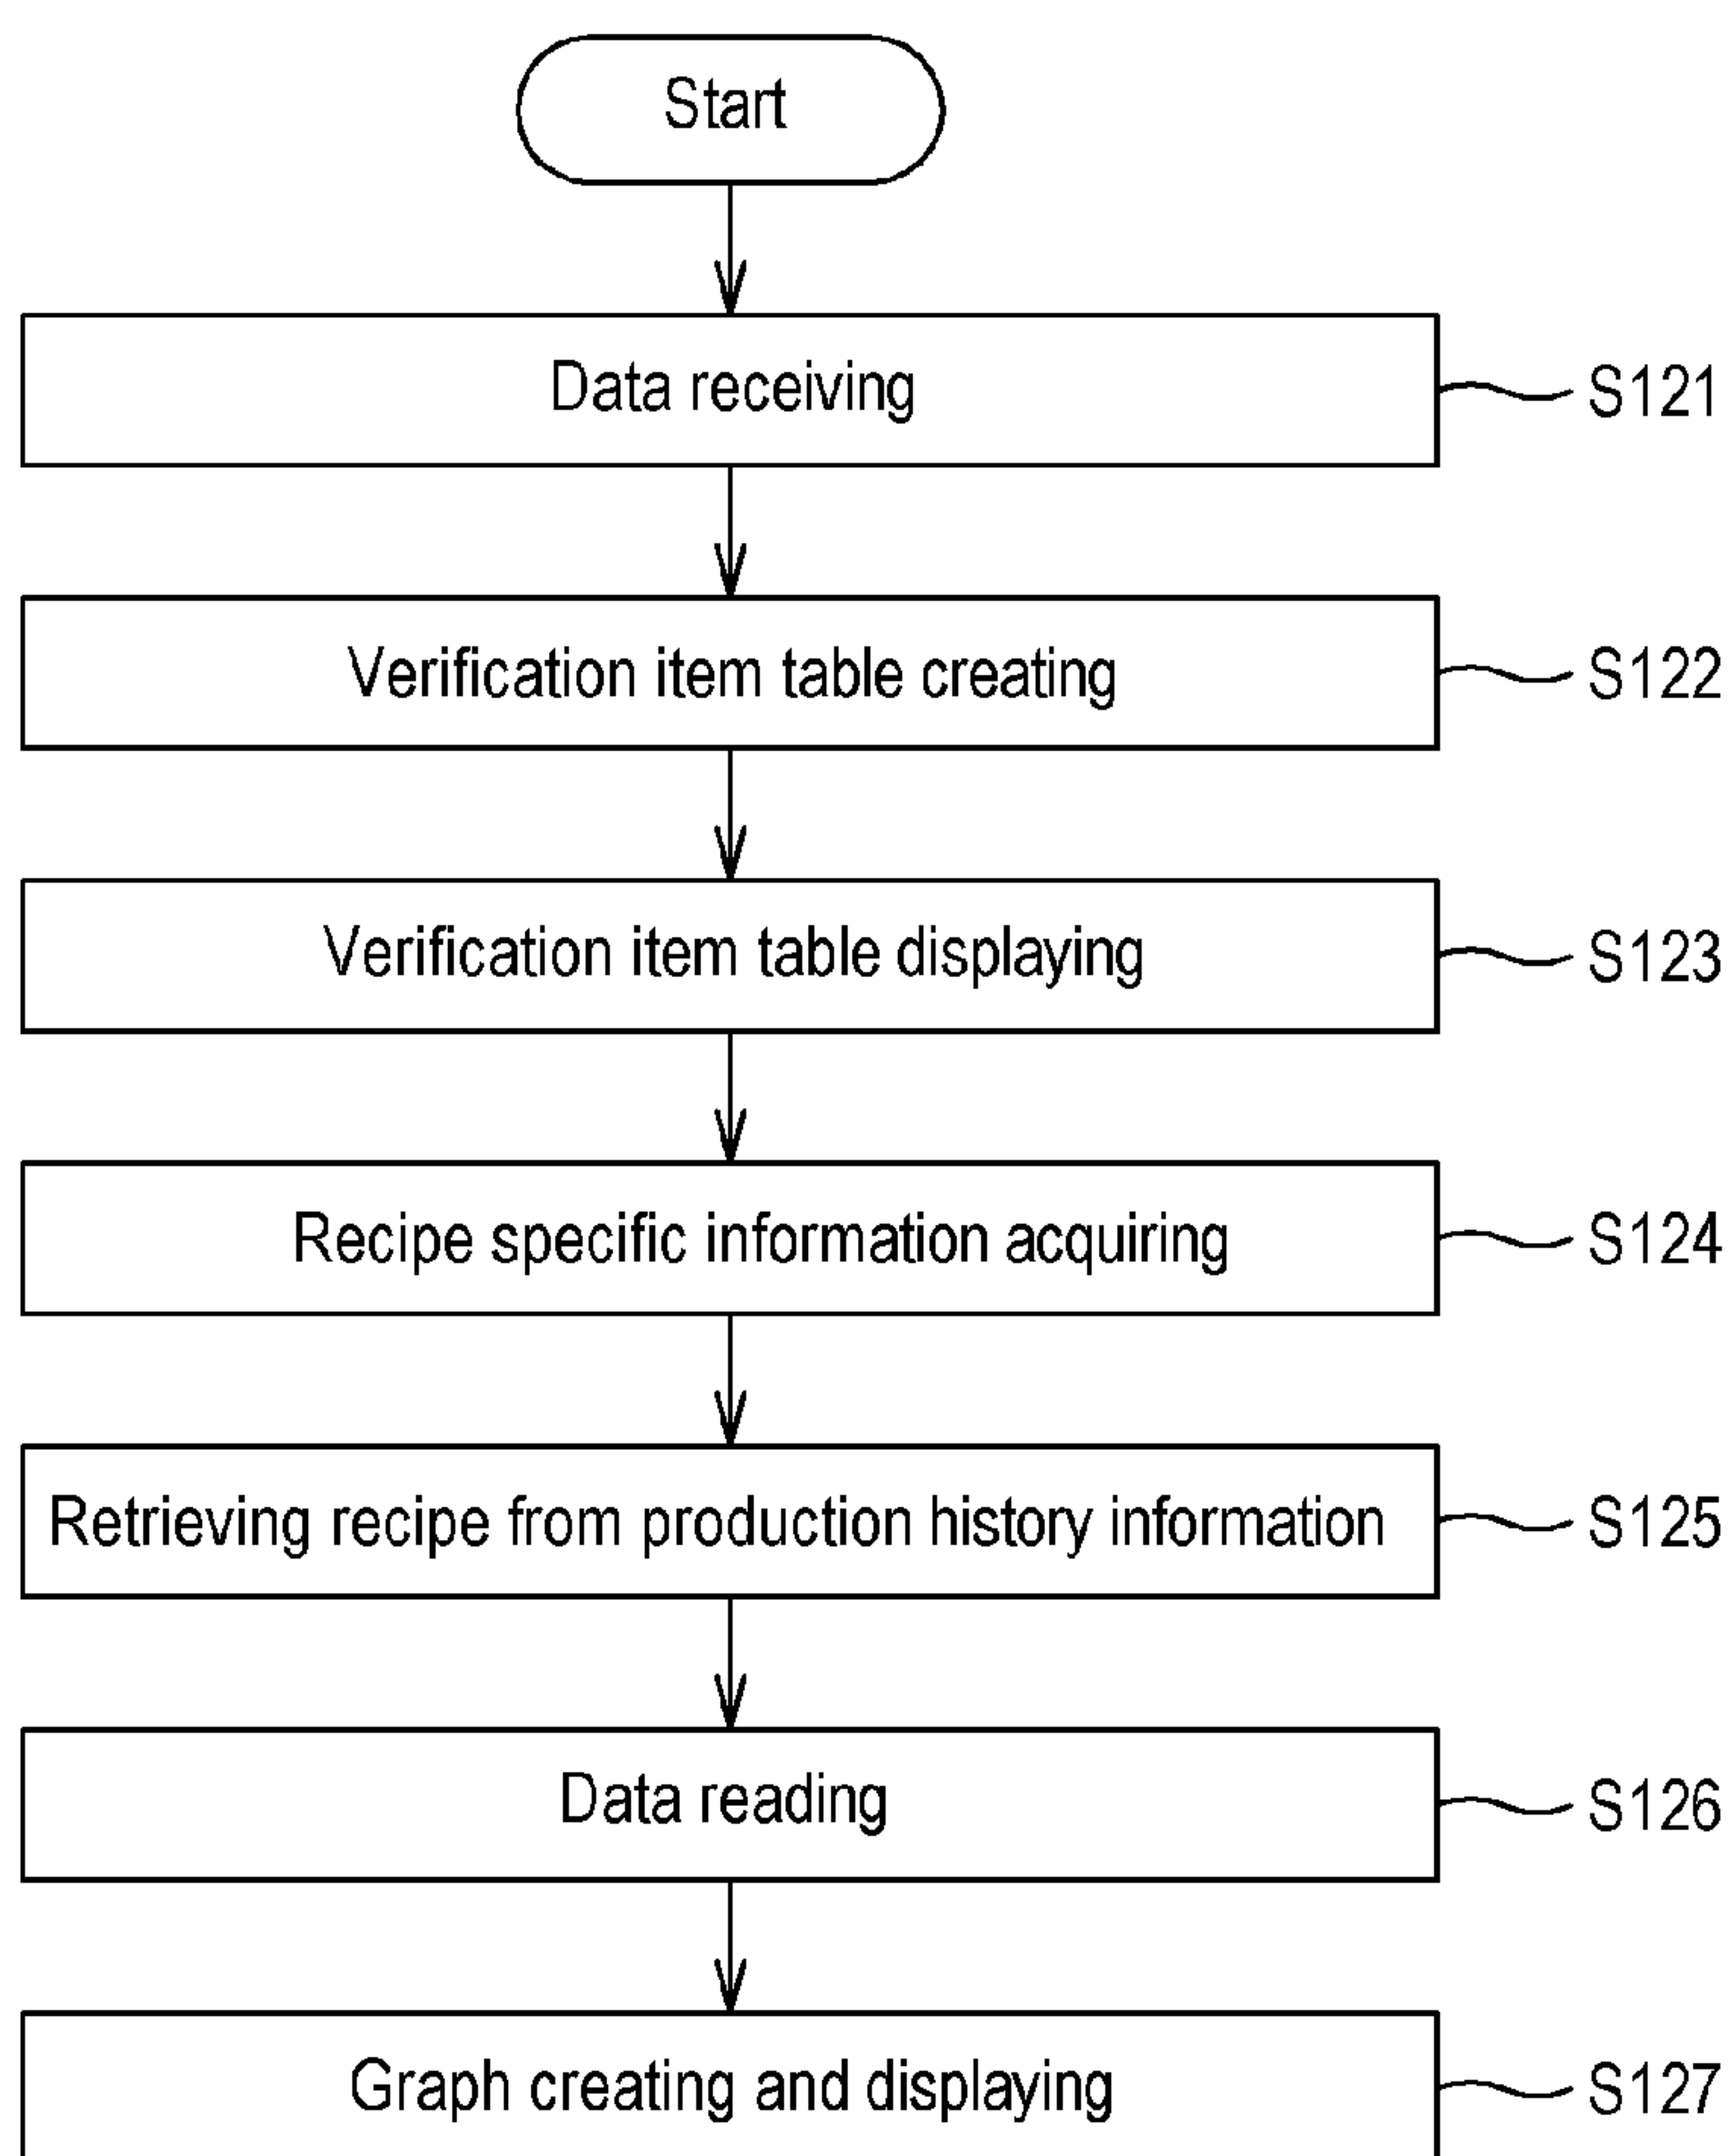 Start
Data receiving
S121
Verification item table creating
S122
Verification item table displaying
S123
Recipe specific information acquiring
S124
Retrieving recipe from production history information
S125
Data reading
S126
Graph creating and displaying
S127